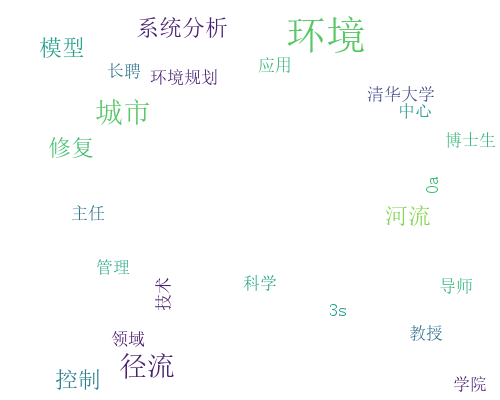 系统分析
环境
模型
应用
长聘
环境规划
清华大学
城市
中心
修复
博士生
0a
主任
河流
管理
科学
技术
导师
3s
领域
教授
径流
控制
学院